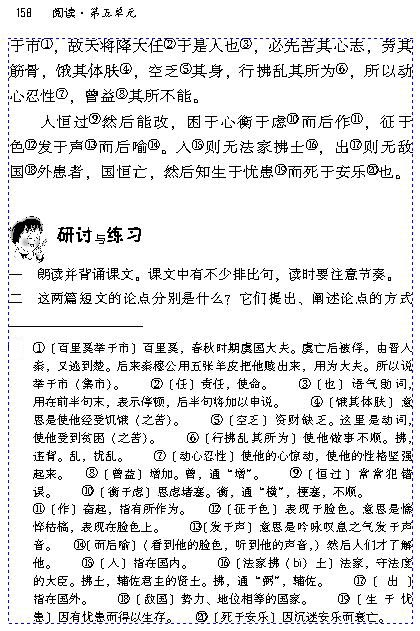 158 阅读·第五单元
于市①，故天将降大任②于是人也③，必先苦其心志，劳其
筋骨，饿其体肤④，空乏⑤其身，行拂乱其所为⑥，所以动
心忍性⑦，曾益⑧其所不能。
人恒过⑨然后能改，困于心衡于虑⑩而后作⑪，征于
色⑫发于声⑬而后喻⑭。入⑮则无法家拂士⑯，出⑰则无敌
国⑱外患者，国恒亡，然后知生于忧患⑲而死于安乐⑳也。
研讨与练习
一 朗读并背诵课文。课文中有不少排比句，读时要注意节奏。
二 这两篇短文的论点分别是什么？它们提出、阐述论点的方式
①〔百里奚举于市〕百里奚，春秋时期虞国大夫。虞亡后被俘，由晋入
秦，又逃到楚。后来秦穆公用五张羊皮把他赎出来，用为大夫。所以说
举于市（集市）。 ②〔任〕责任，使命。 ③〔也〕语气助词，
用在前半句末，表示停顿，后半句将加以申说。 ④〔饿其体肤〕意
思是使他经受饥饿（之苦）。 ⑤〔空乏〕资财缺乏。这里是动词，
使他受到贫困（之苦）。 ⑥〔行拂乱其所为〕使他做事不顺。拂，
违背。乱，扰乱。 ⑦〔动心忍性〕使他的心惊动，使他的性格坚强
起来。 ⑧〔曾益〕增加。曾，通“增”。 ⑨〔恒过〕常常犯错
误。 ⑩〔衡于虑〕思虑堵塞。衡，通“横”，梗塞，不顺。
⑪〔作〕奋起，指有所作为。 ⑫〔征于色〕表现于脸色。意思是憔
悴枯槁，表现在脸色上。 ⑬〔发于声〕意思是吟咏叹息之气发于声
音。 ⑭〔而后喻〕（看到他的脸色，听到他的声音，）然后人们才了解
他。 ⑮〔入〕指在国内。 ⑯〔法家拂（bì）士〕法家，守法度
的大臣。拂士，辅佐君主的贤士。拂，通“弼”，辅佐。 ⑰〔出〕
指在国外。 ⑱〔敌国〕势力、地位相等的国家。 ⑲〔生于忧
患〕因有忧患而得以生存。 ⑳〔死于安乐〕因沉迷安乐而衰亡。